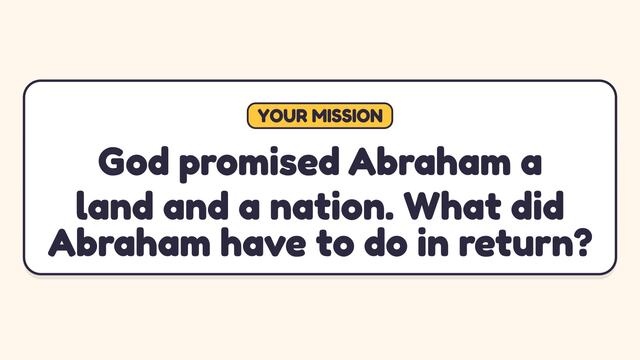 YOUR MISSION
God promised Abraham a
land and a nation. What did
Abraham have to do in return?